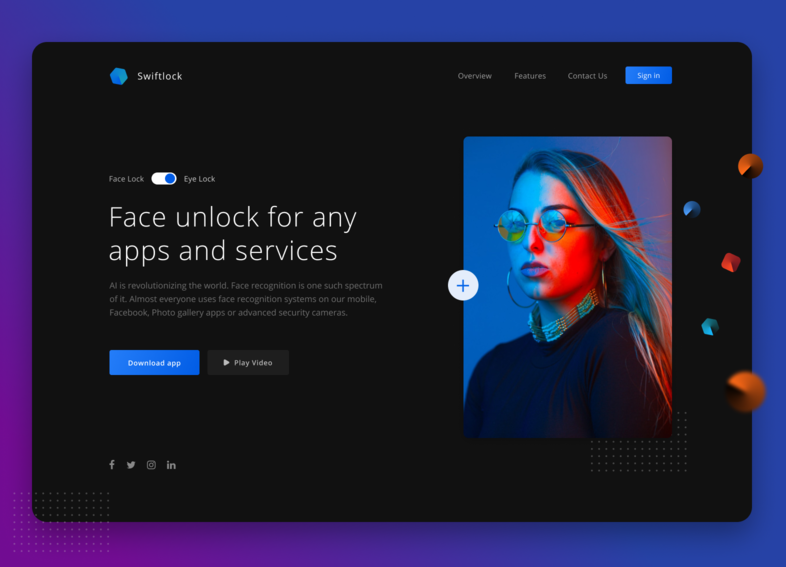 Swiftlock
Overview Features Contact Us Sign in
Face Lock Eye Lock
Face unlock for any
apps and services
AI is revolutionizing the world. Face recognition is one such spectrum
of it. Almost everyone uses face recognition systems on our mobile,
Facebook, Photo gallery apps or advanced security cameras.
Download app Play Video